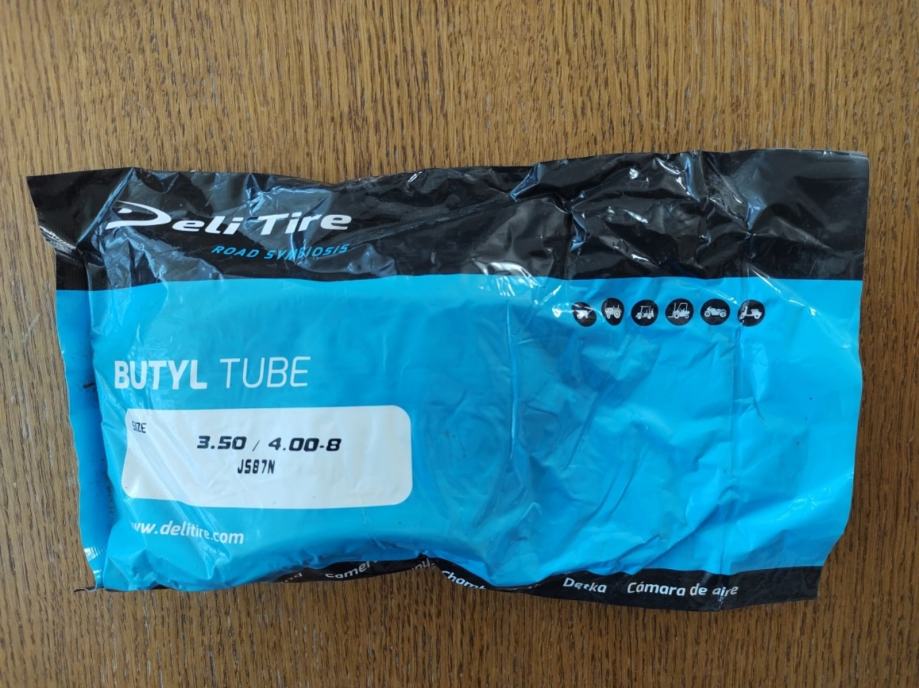 Deli Tire
ROAD SYMBIOSIS
BUTYL TUBE
SIZE
3.50 / 4.00-8
JS87N
www.delitire.com
Dętka Cámara de aire